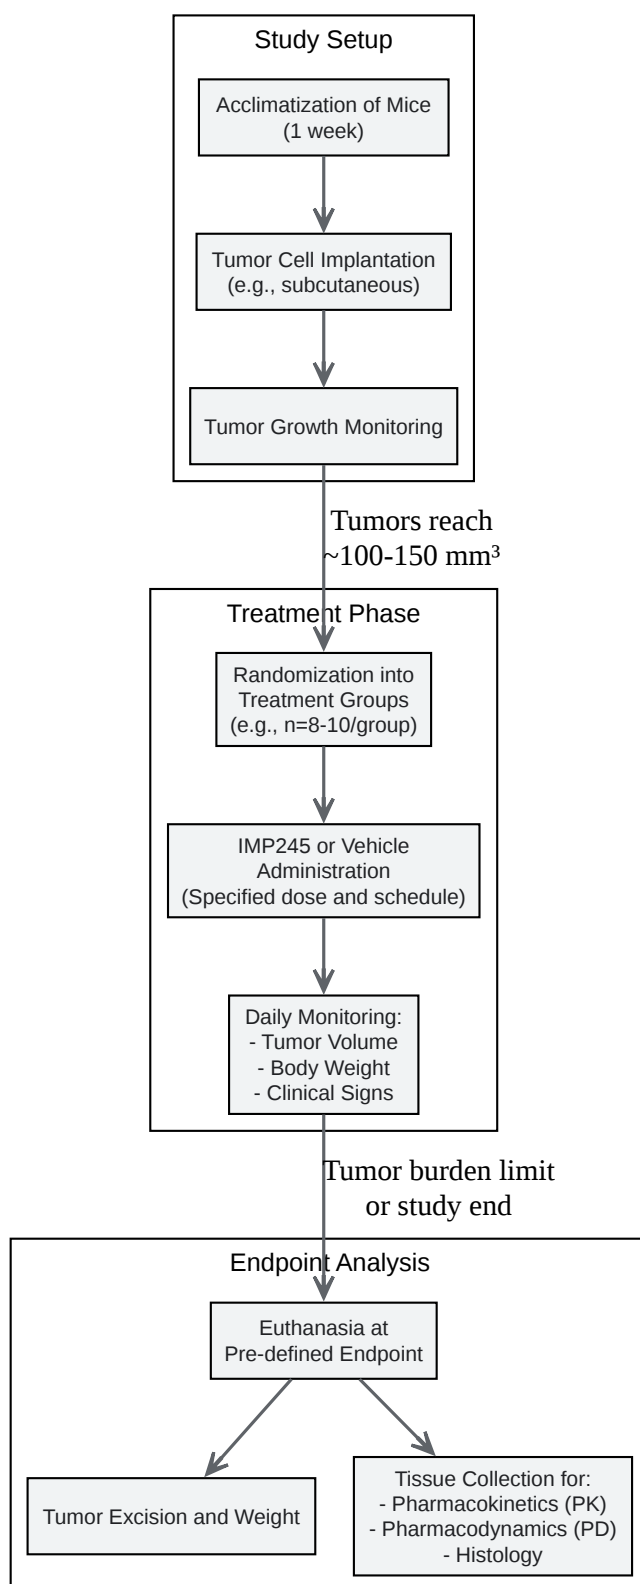 Study Setup
Acclimatization of Mice
(1 week)
Tumor Cell Implantation
(e.g., subcutaneous)
Tumor Growth Monitoring
Tumors reach
~100-150 mm³
Treatment Phase
Randomization into
Treatment Groups
(e.g., n=8-10/group)
IMP245 or Vehicle
Administration
(Specified dose and schedule)
Daily Monitoring:
- Tumor Volume
- Body Weight
- Clinical Signs
Tumor burden limit
or study end
Endpoint Analysis
Euthanasia at
Pre-defined Endpoint
Tumor Excision and Weight
Tissue Collection for:
- Pharmacokinetics (PK)
- Pharmacodynamics (PD)
- Histology